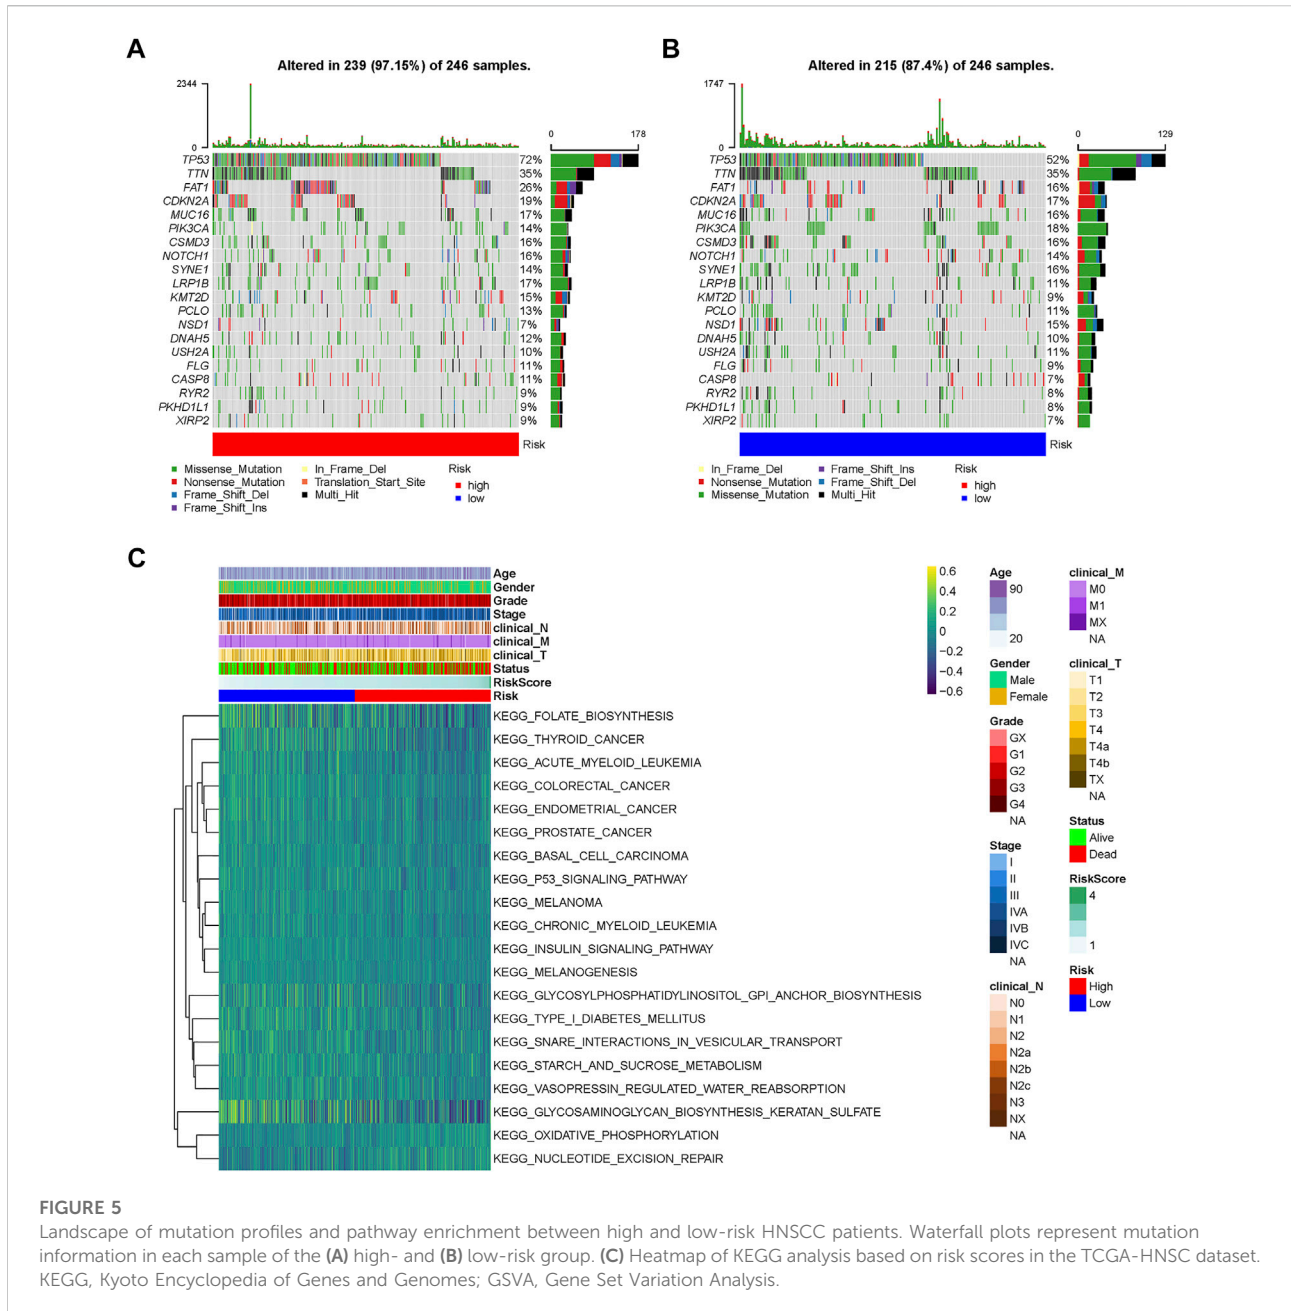 A
Altered in 239 (97.15%) of 246 samples.
2344
0
0 178
TP53 72%
TTN 35%
FAT1 26%
CDKN2A 19%
MUC16 17%
PIK3CA 14%
CSMD3 16%
NOTCH1 16%
SYNE1 14%
LRP1B 17%
KMT2D 15%
PCLO 13%
NSD1 7%
DNAH5 12%
USH2A 10%
FLG 11%
CASP8 11%
RYR2 9%
PKHD1L1 9%
XIRP2 9%
Risk
Missense_Mutation In_Frame_Del Risk
Nonsense_Mutation Translation_Start_Site high
Frame_Shift_Del Multi_Hit low
Frame_Shift_Ins
B
Altered in 215 (87.4%) of 246 samples.
1747
0
0 129
TP53 52%
TTN 35%
FAT1 16%
CDKN2A 17%
MUC16 16%
PIK3CA 18%
CSMD3 16%
NOTCH1 14%
SYNE1 16%
LRP1B 11%
KMT2D 9%
PCLO 11%
NSD1 15%
DNAH5 10%
USH2A 11%
FLG 9%
CASP8 7%
RYR2 8%
PKHD1L1 8%
XIRP2 7%
Risk
In_Frame_Del Frame_Shift_Ins Risk
Nonsense_Mutation Frame_Shift_Del high
Missense_Mutation Multi_Hit low
C
Age
Gender
Grade
Stage
clinical_N
clinical_M
clinical_T
Status
RiskScore
Risk
KEGG_FOLATE_BIOSYNTHESIS
KEGG_THYROID_CANCER
KEGG_ACUTE_MYELOID_LEUKEMIA
KEGG_COLORECTAL_CANCER
KEGG_ENDOMETRIAL_CANCER
KEGG_PROSTATE_CANCER
KEGG_BASAL_CELL_CARCINOMA
KEGG_P53_SIGNALING_PATHWAY
KEGG_MELANOMA
KEGG_CHRONIC_MYELOID_LEUKEMIA
KEGG_INSULIN_SIGNALING_PATHWAY
KEGG_MELANOGENESIS
KEGG_GLYCOSYLPHOSPHATIDYLINOSITOL_GPI_ANCHOR_BIOSYNTHESIS
KEGG_TYPE_I_DIABETES_MELLITUS
KEGG_SNARE_INTERACTIONS_IN_VESICULAR_TRANSPORT
KEGG_STARCH_AND_SUCROSE_METABOLISM
KEGG_VASOPRESSIN_REGULATED_WATER_REABSORPTION
KEGG_GLYCOSAMINOGLYCAN_BIOSYNTHESIS_KERATAN_SULFATE
KEGG_OXIDATIVE_PHOSPHORYLATION
KEGG_NUCLEOTIDE_EXCISION_REPAIR
0.6
0.4
0.2
0
−0.2
−0.4
−0.6
Age
90
20
Gender
Male
Female
Grade
GX
G1
G2
G3
G4
NA
Stage
I
II
III
IVA
IVB
IVC
NA
clinical_N
N0
N1
N2
N2a
N2b
N2c
N3
NX
NA
clinical_M
M0
M1
MX
NA
clinical_T
T1
T2
T3
T4
T4a
T4b
TX
NA
Status
Alive
Dead
RiskScore
4
1
Risk
High
Low
FIGURE 5
Landscape of mutation profiles and pathway enrichment between high and low-risk HNSCC patients. Waterfall plots represent mutation
information in each sample of the (A) high- and (B) low-risk group. (C) Heatmap of KEGG analysis based on risk scores in the TCGA-HNSC dataset.
KEGG, Kyoto Encyclopedia of Genes and Genomes; GSVA, Gene Set Variation Analysis.